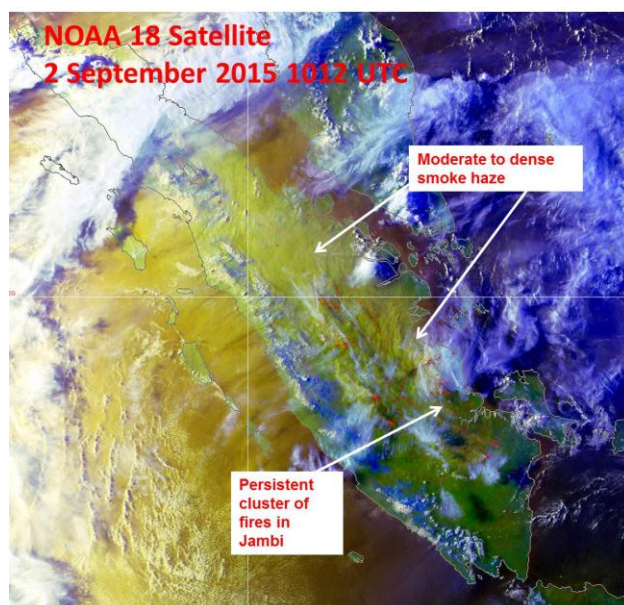 NOAA 18 Satellite
2 September 2015 1012 UTC
Moderate to dense
smoke haze
Persistent
cluster of
fires in
Jambi